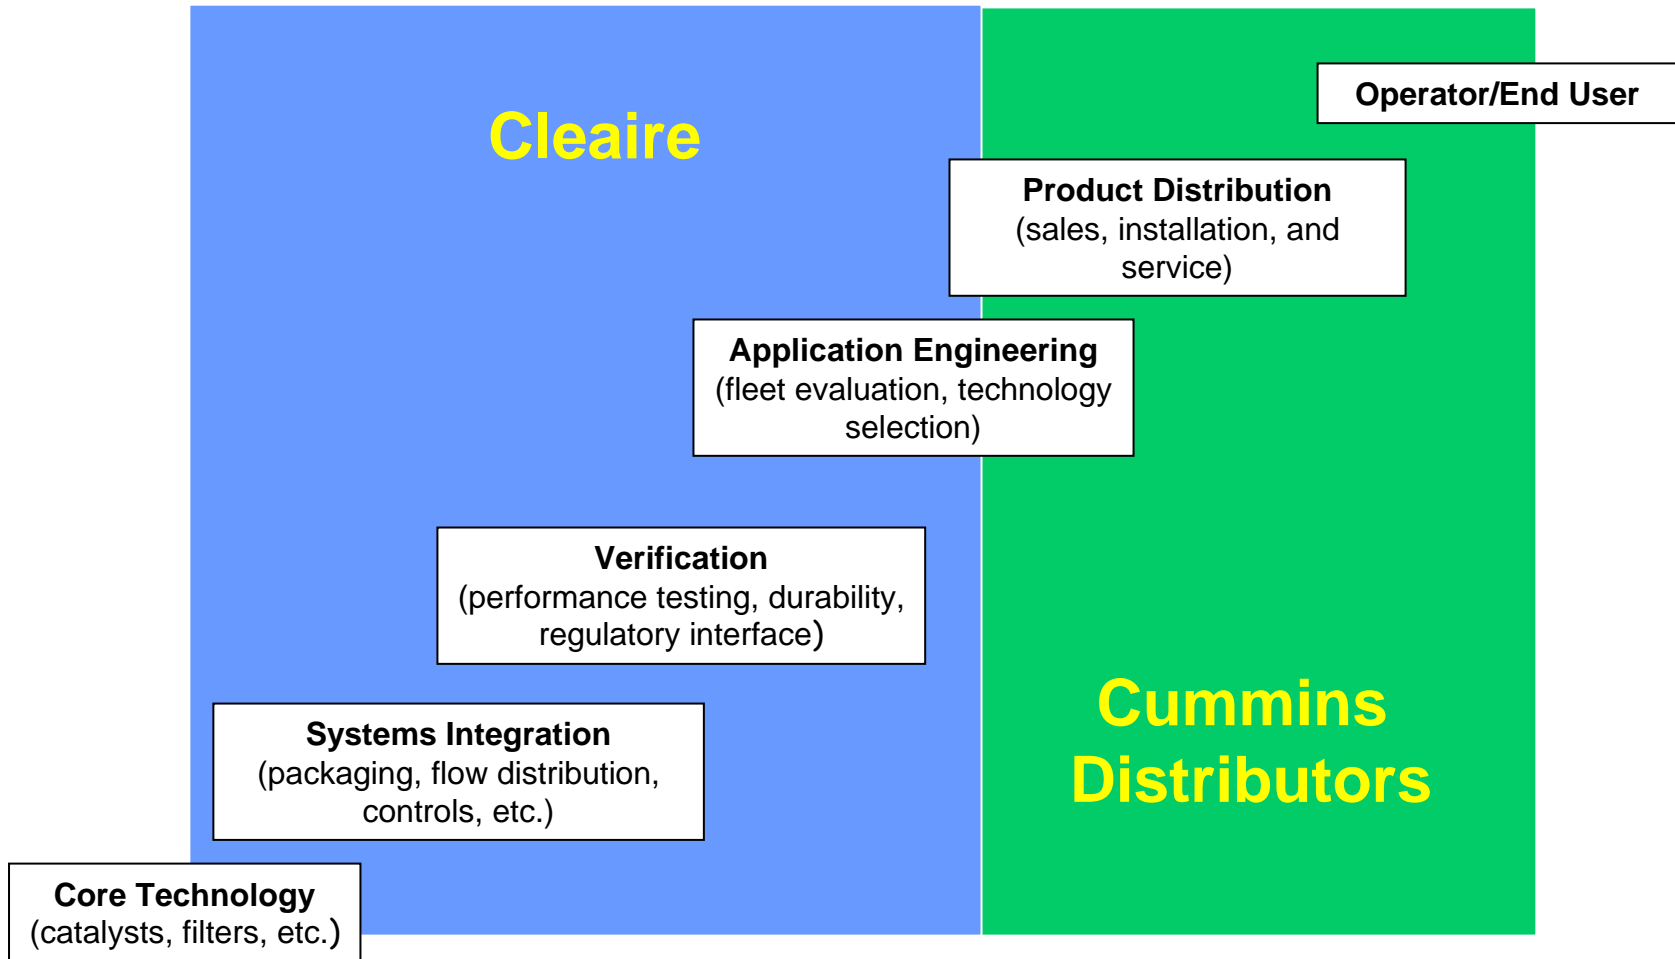 Operator/End User
Cleaire
Product Distribution
(sales, installation, and
service)
Application Engineering
(fleet evaluation, technology
selection)
Verification
(performance testing, durability,
regulatory interface)
Cummins
Distributors
Systems Integration
(packaging, flow distribution,
controls, etc.)
Core Technology
(catalysts, filters, etc.)